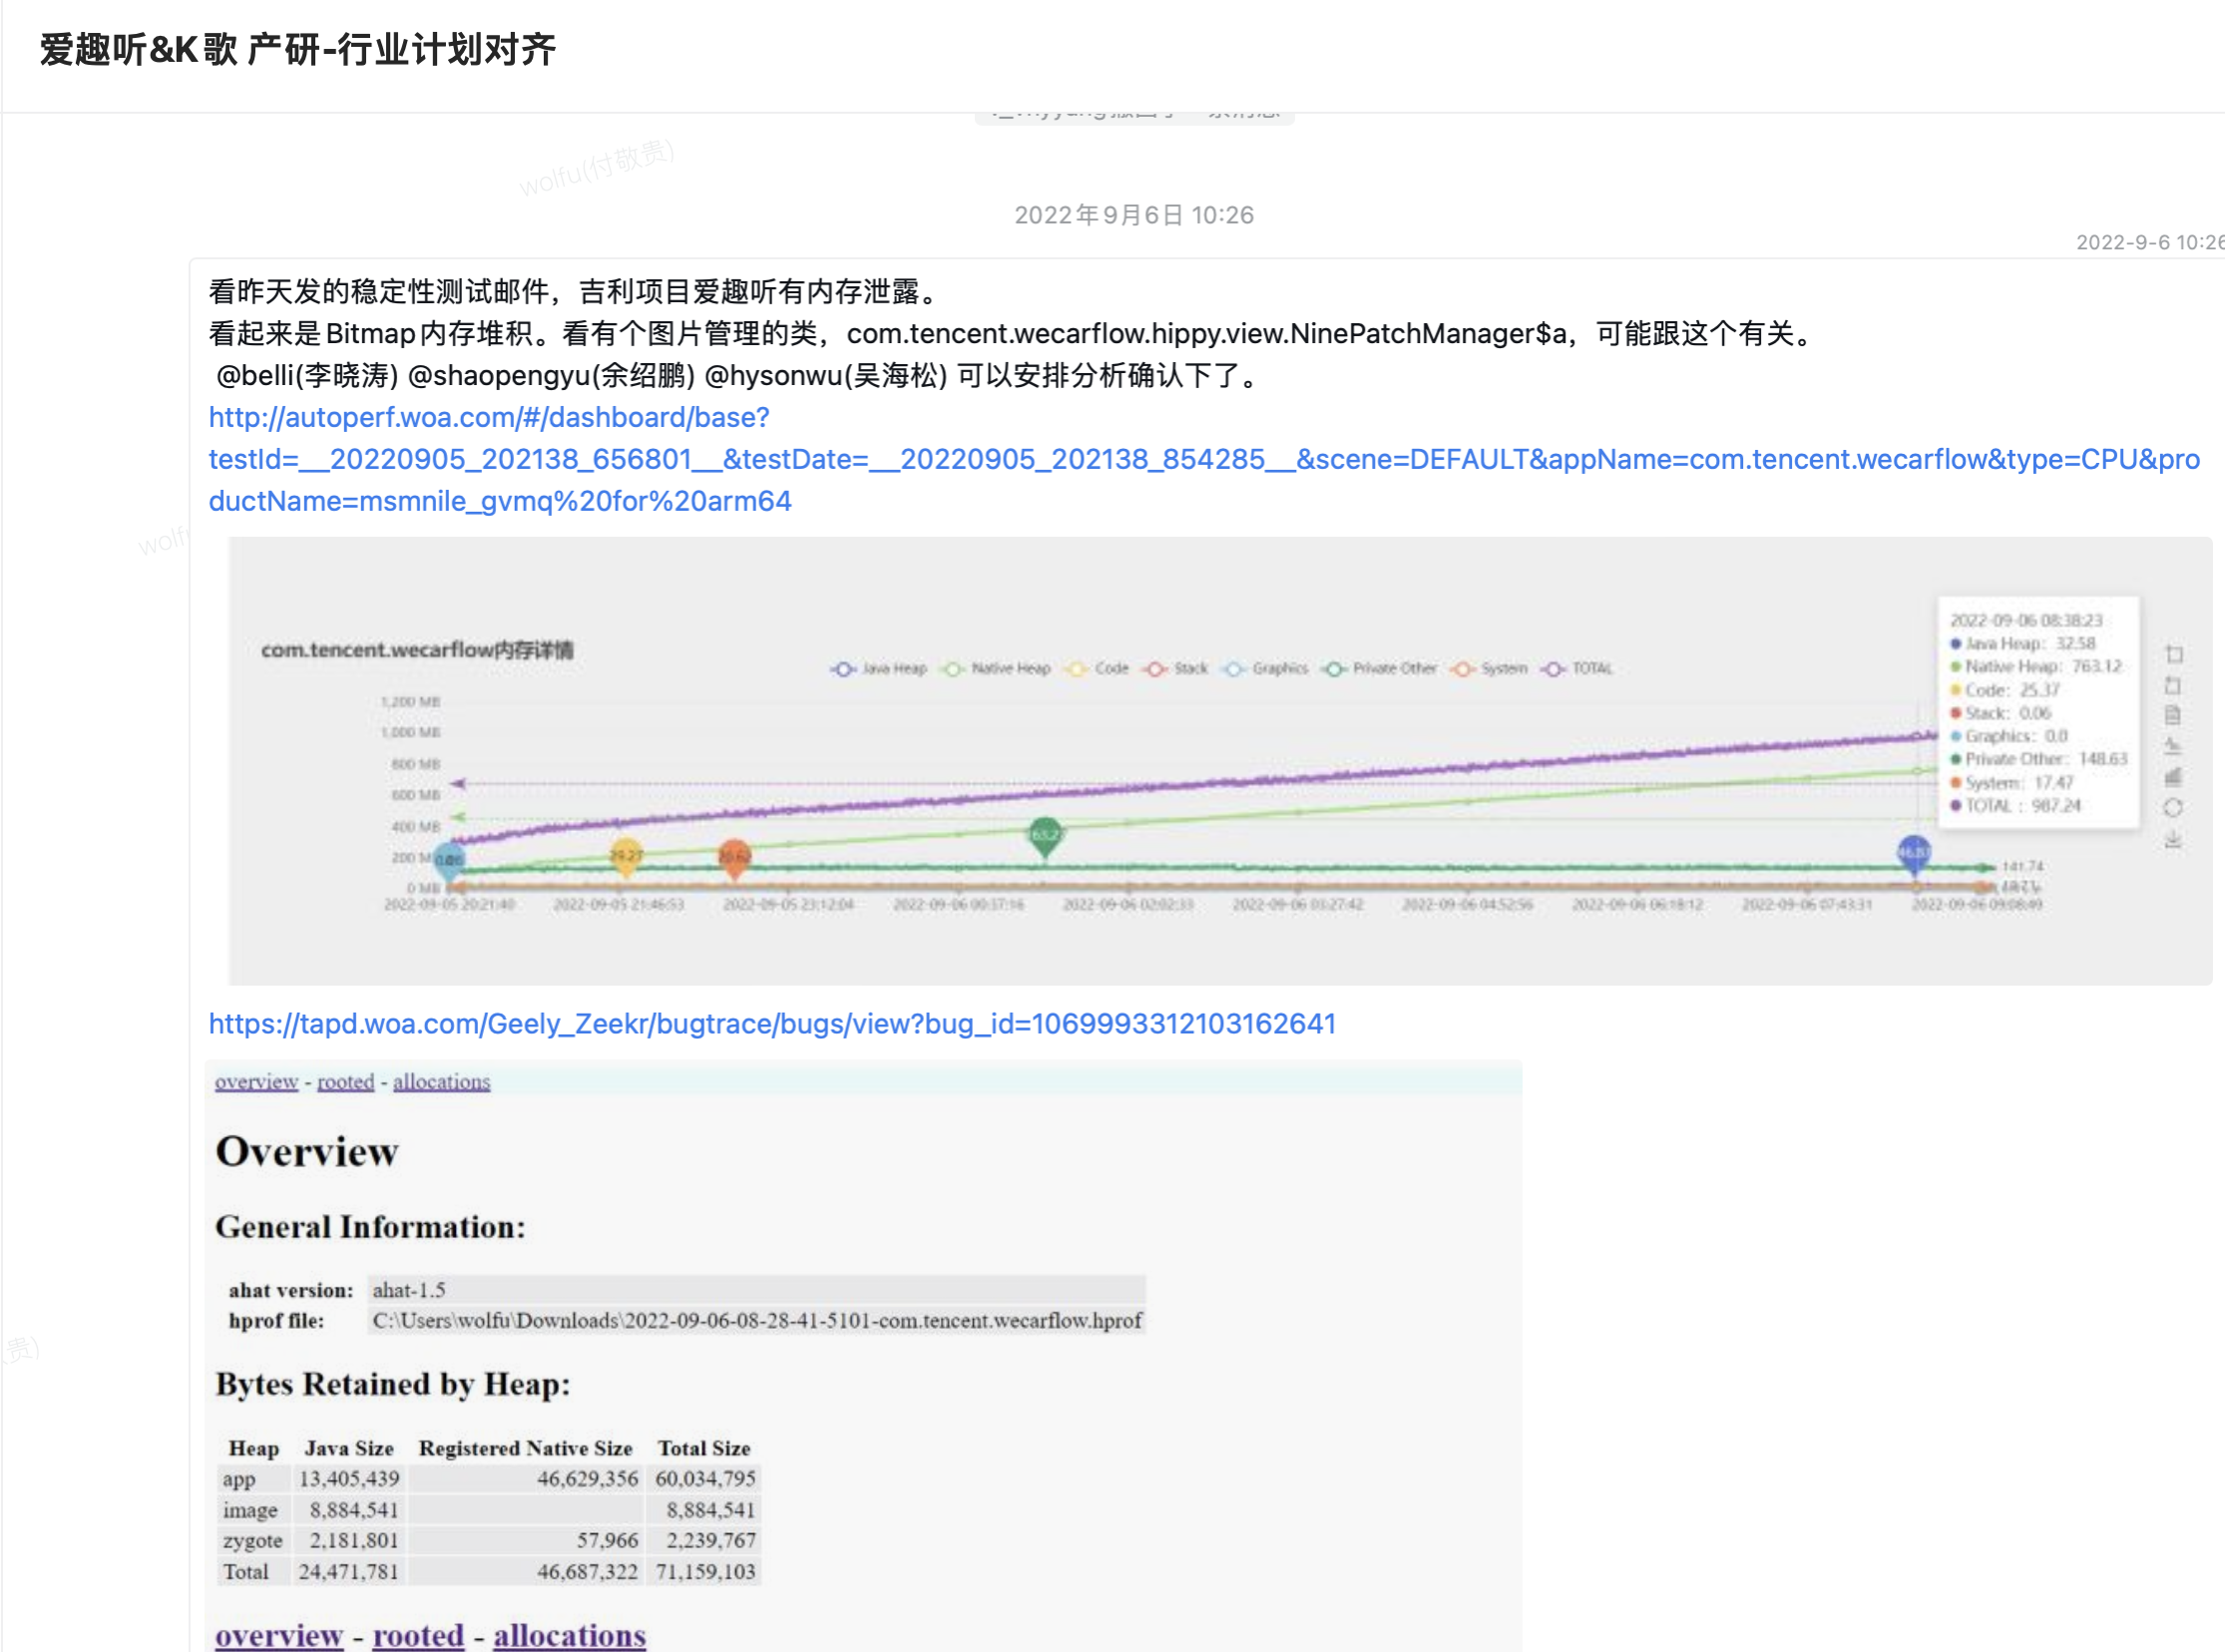 爱趣听&K歌 产研-行业计划对齐
wolfu(付敬贵)
2022年9月6日 10:26
2022-9-6 10:26
看昨天发的稳定性测试邮件，吉利项目爱趣听有内存泄露。
看起来是Bitmap内存堆积。看有个图片管理的类，com.tencent.wecarflow.hippy.view.NinePatchManager$a，可能跟这个有关。
@belli(李晓涛) @shaopengyu(余绍鹏) @hysonwu(吴海松) 可以安排分析确认下了。
http://autoperf.woa.com/#/dashboard/base?
testId=__20220905_202138_656801__&testDate=__20220905_202138_854285__&scene=DEFAULT&appName=com.tencent.wecarflow&type=CPU&pro
ductName=msmnile_gvmq%20for%20arm64
com.tencent.wecarflow内存详情
Java Heap Native Heap Code Stack Graphics Private Other System TOTAL
2022-09-06 08:38:23
Java Heap: 32.58
Native Heap: 763.12
Code: 25.37
Stack: 0.06
Graphics: 0.0
Private Other: 148.63
System: 17.47
TOTAL : 987.24
1,200 MB
1,000 MB
800 MB
600 MB
400 MB
200 M
0 MB
141.74
2022-09-05 20:21:40 2022-09-05 21:46:53 2022-09-05 23:12:04 2022-09-06 00:37:16 2022-09-06 02:02:33 2022-09-06 03:27:42 2022-09-06 04:52:56 2022-09-06 06:18:12 2022-09-06 07:43:31 2022-09-06 09:08:49
https://tapd.woa.com/Geely_Zeekr/bugtrace/bugs/view?bug_id=1069993312103162641
overview - rooted - allocations
Overview
General Information:
ahat version: ahat-1.5
hprof file: C:\Users\wolfu\Downloads\2022-09-06-08-28-41-5101-com.tencent.wecarflow.hprof
Bytes Retained by Heap:
Heap Java Size Registered Native Size Total Size
app 13,405,439 46,629,356 60,034,795
image 8,884,541 8,884,541
zygote 2,181,801 57,966 2,239,767
Total 24,471,781 46,687,322 71,159,103
overview - rooted - allocations